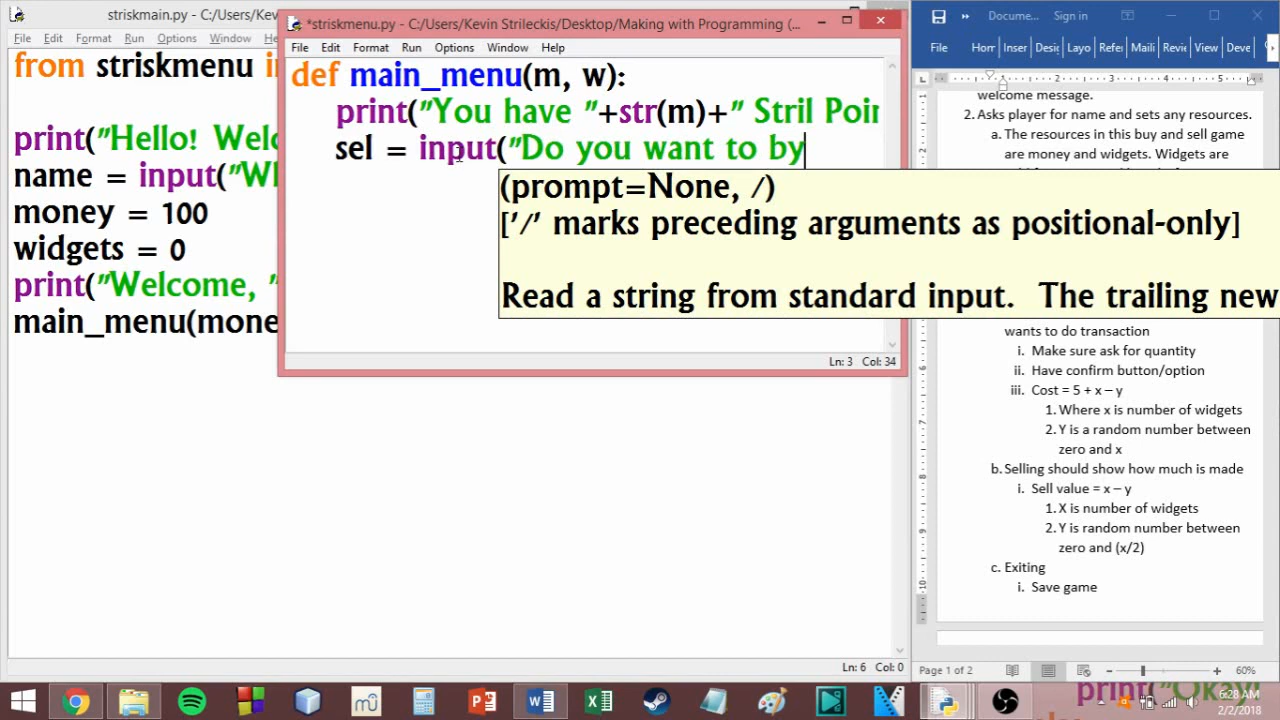 striskmain.py - C:/Users/Kev
File Edit Format Run Options Window
from striskmenu i
print("Hello! Welc
name = input("Wh
money = 100
widgets = 0
print("Welcome, "
main_menu(mone
Ln: 6 Col: 0
*striskmenu.py - C:/Users/Kevin Strileckis/Desktop/Making with Programming (...
File Edit Format Run Options Window Help
def main_menu(m, w):
print("You have "+str(m)+" Stril Poin
sel = input("Do you want to by
(prompt=None, /)
['/' marks preceding arguments as positional-only]
Read a string from standard input. The trailing new
Ln: 3 Col: 34
Docume... Sign in
File Hom Inser Desig Layo Refer Maili Revie View Deve
welcome message.
2. Asks player for name and sets any resources.
a. The resources in this buy and sell game
are money and widgets. Widgets are
wants to do transaction
i. Make sure ask for quantity
ii. Have confirm button/option
iii. Cost = 5 + x – y
1. Where x is number of widgets
2. Y is a random number between
zero and x
b. Selling should show how much is made
i. Sell value = x – y
1. X is number of widgets
2. Y is random number between
zero and (x/2)
c. Exiting
i. Save game
Page 1 of 2 60%
print("Okay
6:28 AM
2/2/2018